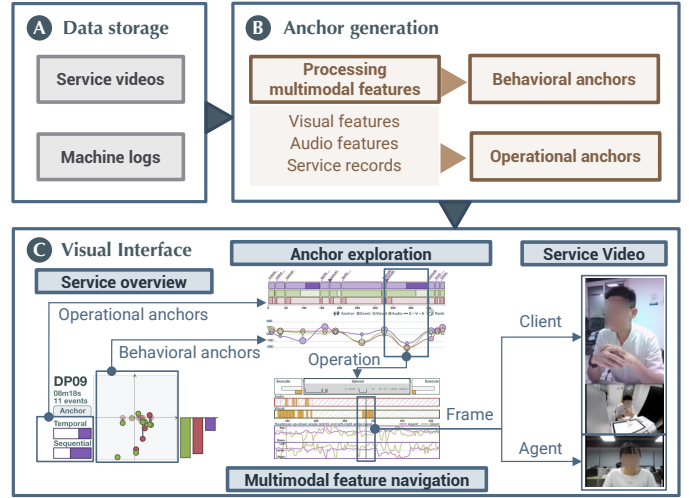 A Data storage
Service videos
Machine logs
B Anchor generation
Processing
multimodal features
Visual features
Audio features
Service records
Behavioral anchors
Operational anchors
C Visual Interface
Service overview
Anchor exploration
Service Video
Operational anchors
Behavioral anchors
Operation
Client
Frame
Agent
DP09
08m18s
11 events
Anchor
Temporal
Sequential
Execute
Upload
Execute
Multimodal feature navigation